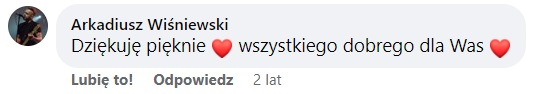 Arkadiusz Wiśniewski
Dziękuję pięknie ❤️ wszystkiego dobrego dla Was ❤️
Lubię to! Odpowiedz 2 lat